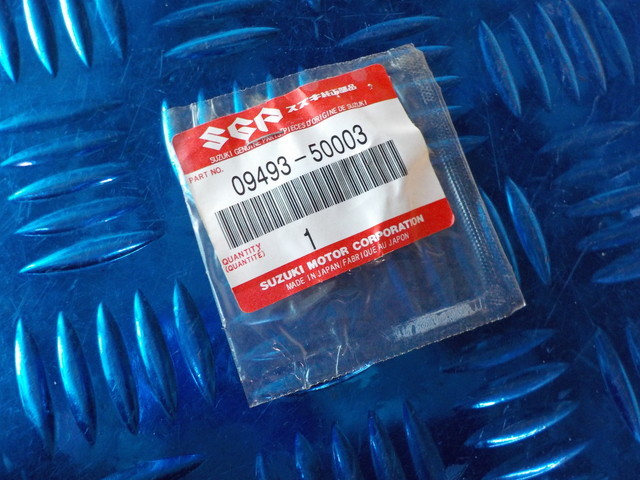 SGP スズキ純正部品
SUZUKI GENUINE PARTS/PIECES D'ORIGINE DE SUZUKI
PART NO. 09493-50003
QUANTITY
(QUANTITÉ) 1
SUZUKI MOTOR CORPORATION
MADE IN JAPAN/FABRIQUE AU JAPON